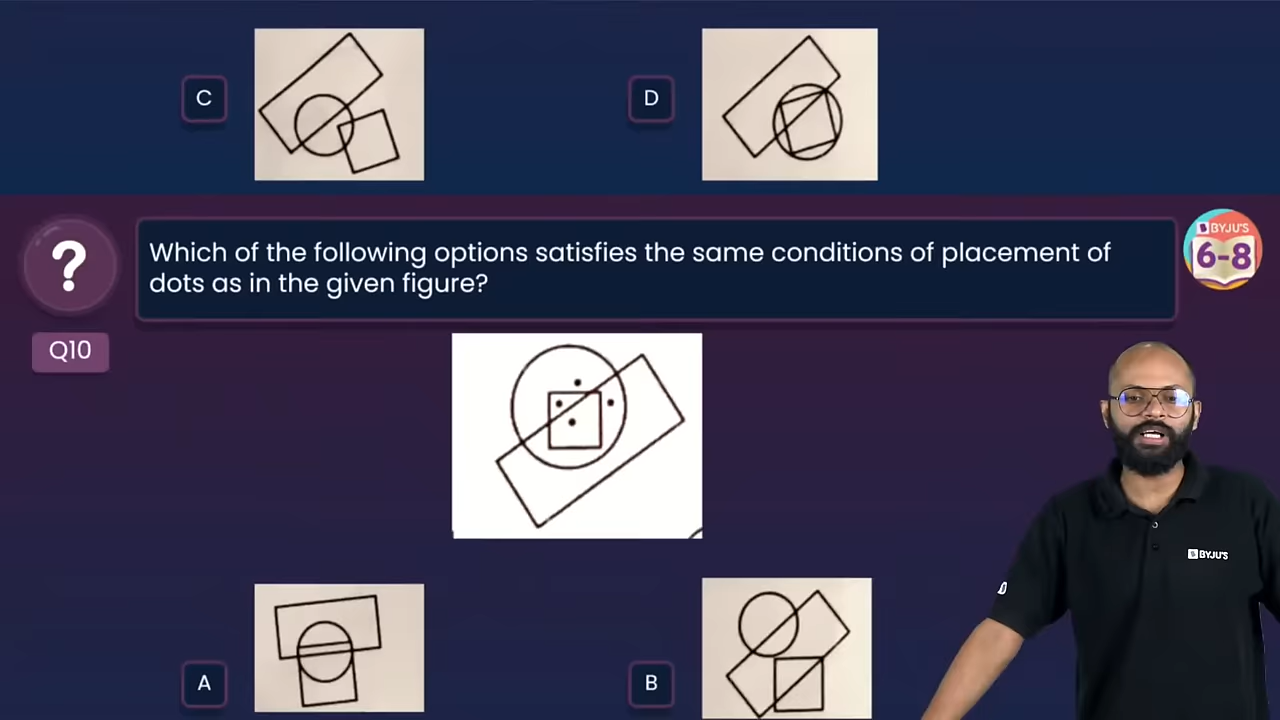 C
D
?
Which of the following options satisfies the same conditions of placement of
dots as in the given figure?
BYJU'S
6-8
Q10
BYJU'S
A
B